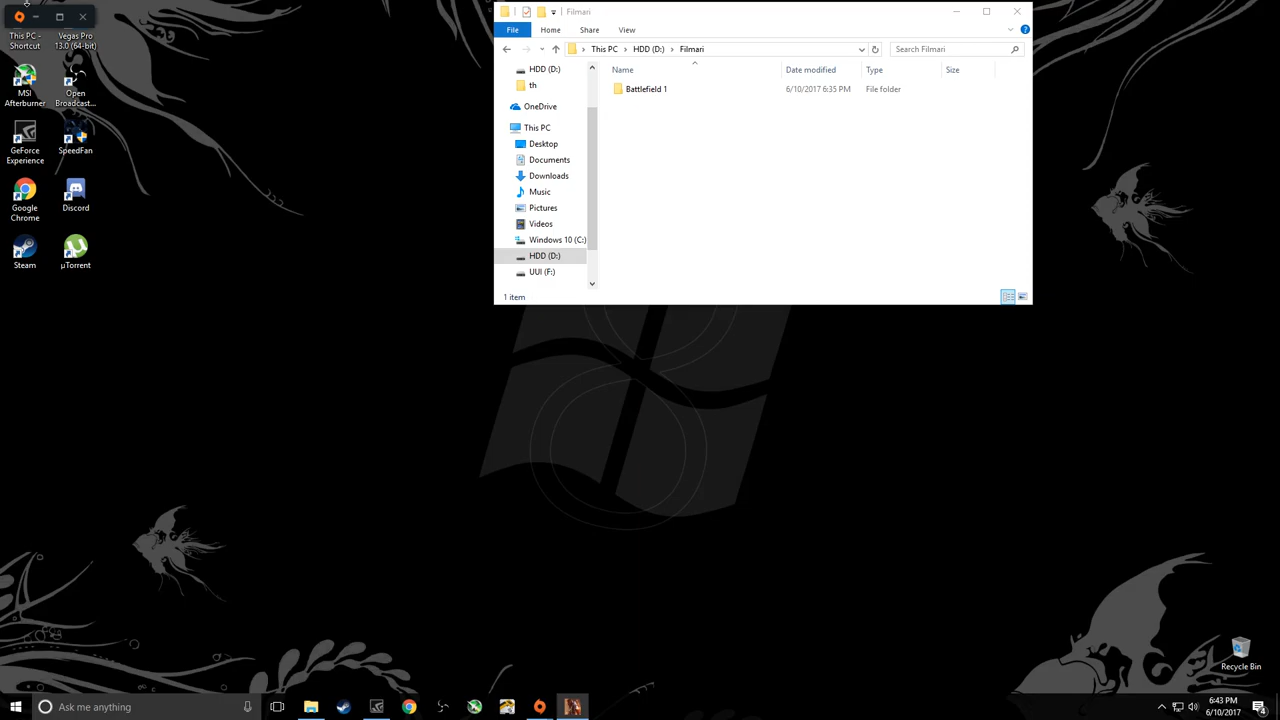 This PC -
Shortcut
Vegas Pro
13.0 (64-bit)
MSI
Afterburner
Open
Broadcast...
GeForce
Experience
SpeedFan
Google
Chrome
Discord
Steam
µTorrent
Filmari
File
Home
Share
View
This PC
HDD (D:)
Filmari
Search Filmari
HDD (D:)
th
OneDrive
This PC
Desktop
Documents
Downloads
Music
Pictures
Videos
Windows 10 (C:)
HDD (D:)
UUI (F:)
Name
Date modified
Type
Size
Battlefield 1
6/10/2017 6:35 PM
File folder
1 item
Recycle Bin
Ask me anything
6:43 PM
6/10/2017